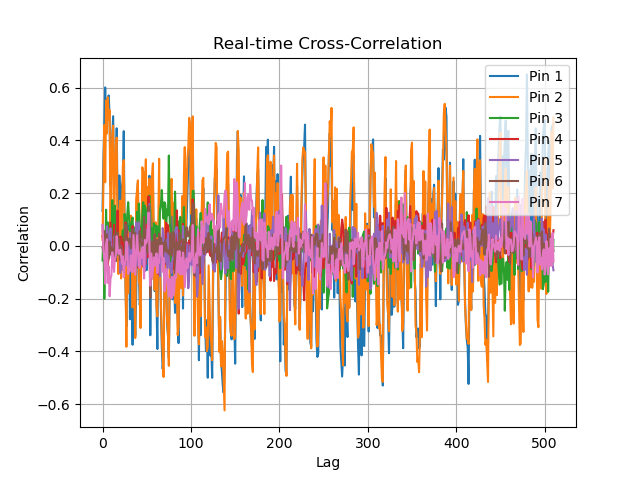 Real-time Cross-Correlation
Correlation
0.6
0.4
0.2
0.0
−0.2
−0.4
−0.6
Pin 1
Pin 2
Pin 3
Pin 4
Pin 5
Pin 6
Pin 7
0 100 200 300 400 500
Lag